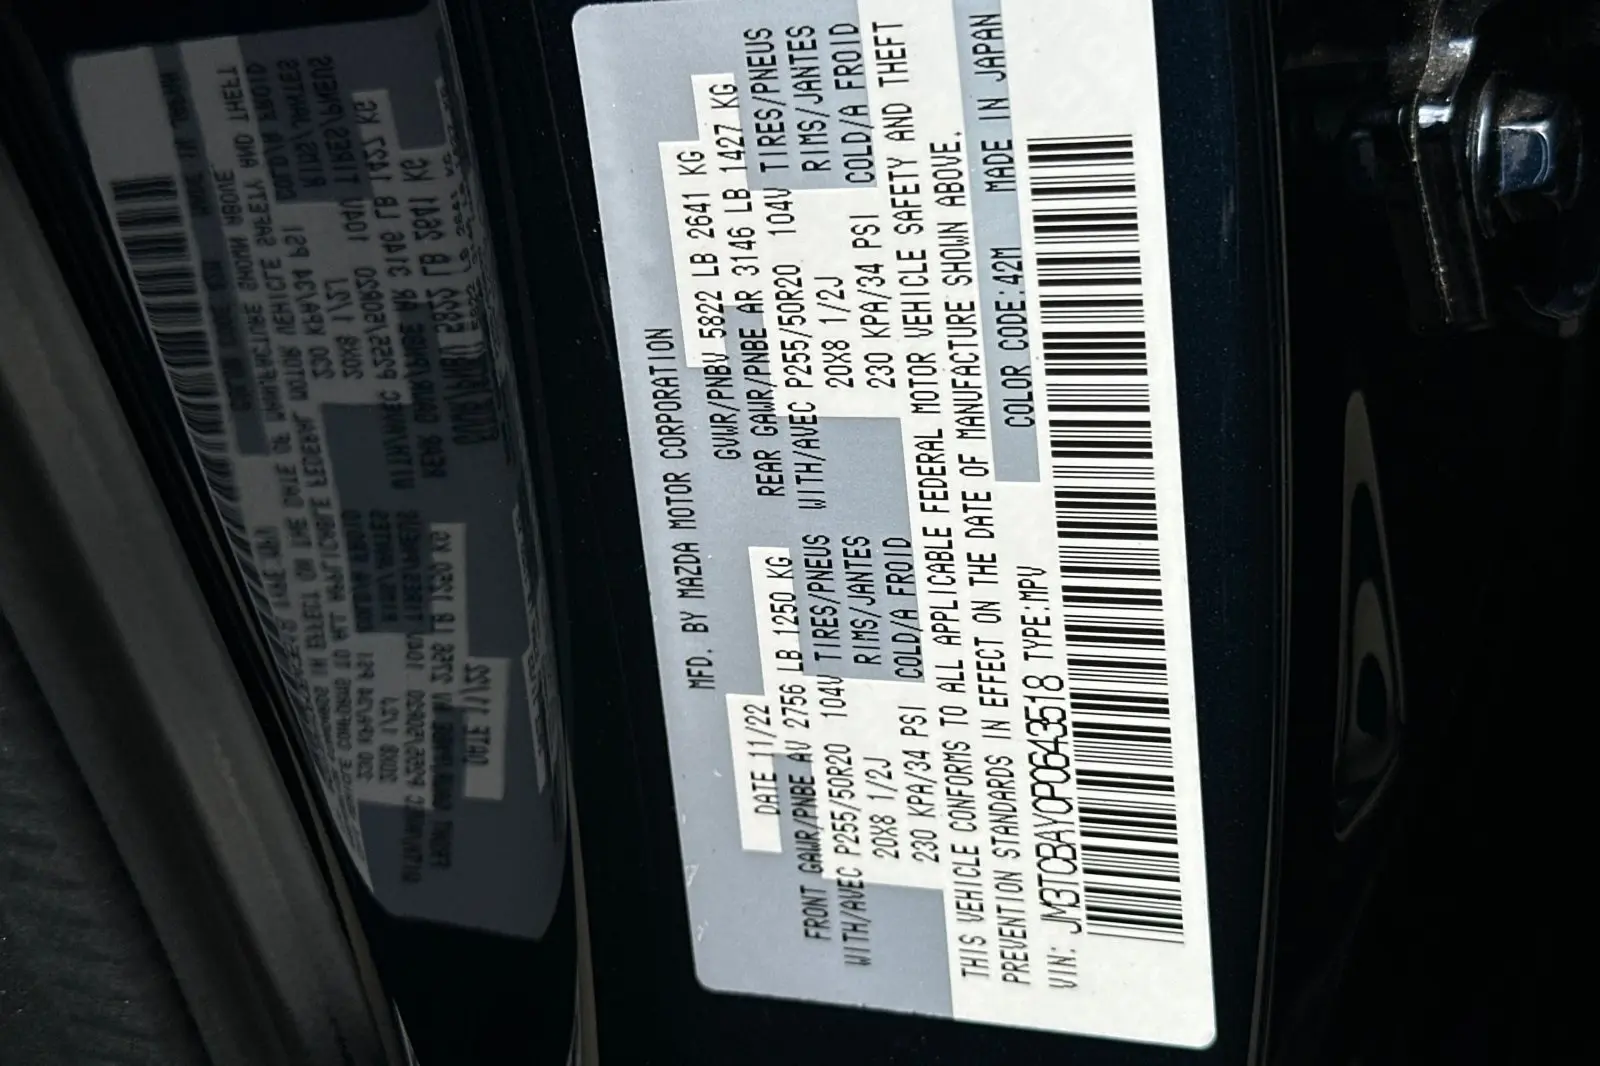 MFD. BY MAZDA MOTOR CORPORATION
DATE 11/22 GVWR/PNBV 5822 LB 2641 KG
FRONT GAWR/PNBE AV 2756 LB 1250 KG REAR GAWR/PNBE AR 3146 LB 1427 KG
WITH/AVEC P255/50R20 104V TIRES/PNEUS WITH/AVEC P255/50R20 104V TIRES/PNEUS
20X8 1/2J RIMS/JANTES 20X8 1/2J RIMS/JANTES
230 KPA/34 PSI COLD/A FROID 230 KPA/34 PSI COLD/A FROID
THIS VEHICLE CONFORMS TO ALL APPLICABLE FEDERAL MOTOR VEHICLE SAFETY AND THEFT
PREVENTION STANDARDS IN EFFECT ON THE DATE OF MANUFACTURE SHOWN ABOVE.
VIN: JM3TCBAY0P0643518 TYPE:MPV COLOR CODE:42M MADE IN JAPAN